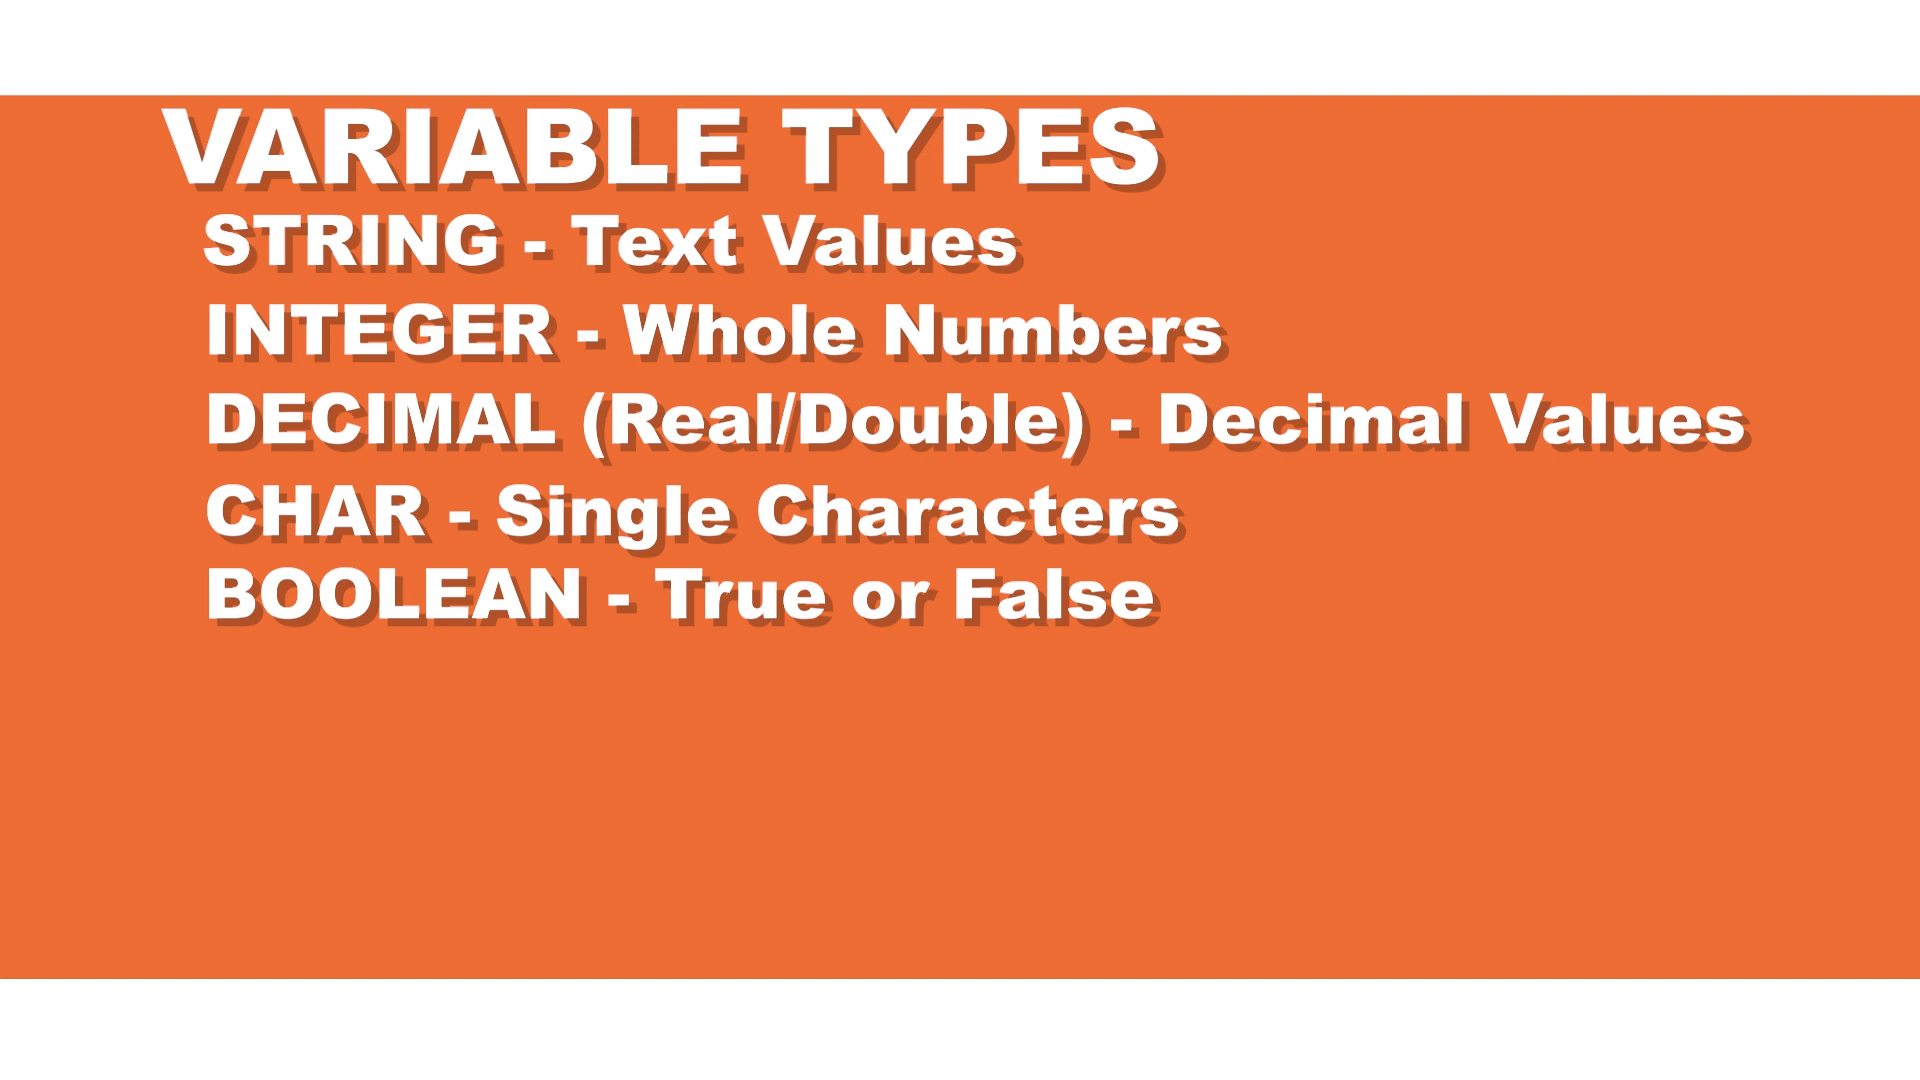 VARIABLE TYPES
STRING - Text Values
INTEGER - Whole Numbers
DECIMAL (Real/Double) - Decimal Values
CHAR - Single Characters
BOOLEAN - True or False